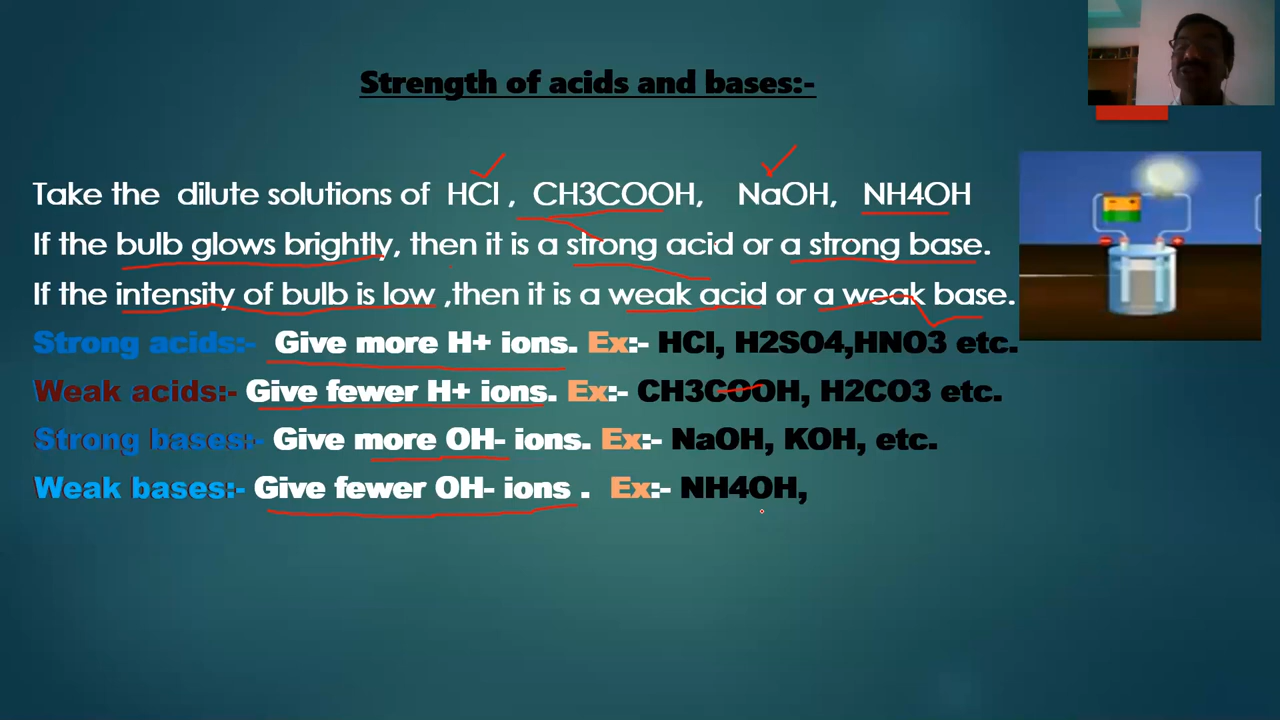 Strength of acids and bases:-
Take the dilute solutions of HCl , CH3COOH, NaOH, NH4OH
If the bulb glows brightly, then it is a strong acid or a strong base.
If the intensity of bulb is low ,then it is a weak acid or a weak base.
Strong acids:- Give more H+ ions. Ex:- HCl, H2SO4,HNO3 etc.
Weak acids:- Give fewer H+ ions. Ex:- CH3COOH, H2CO3 etc.
Strong bases:- Give more OH- ions. Ex:- NaOH, KOH, etc.
Weak bases:- Give fewer OH- ions . Ex:- NH4OH,